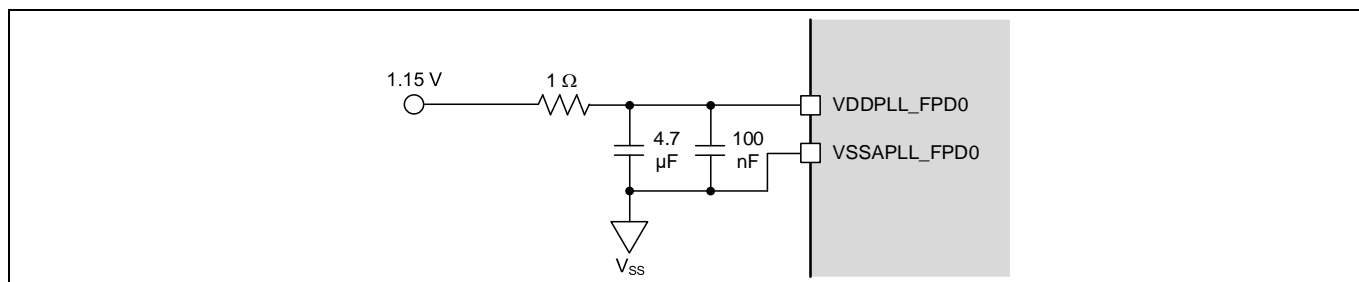 1.15 V
1 Ω
VDDPLL_FPD0
4.7
µF
100
nF
VSSAPLL_FPD0
VSS